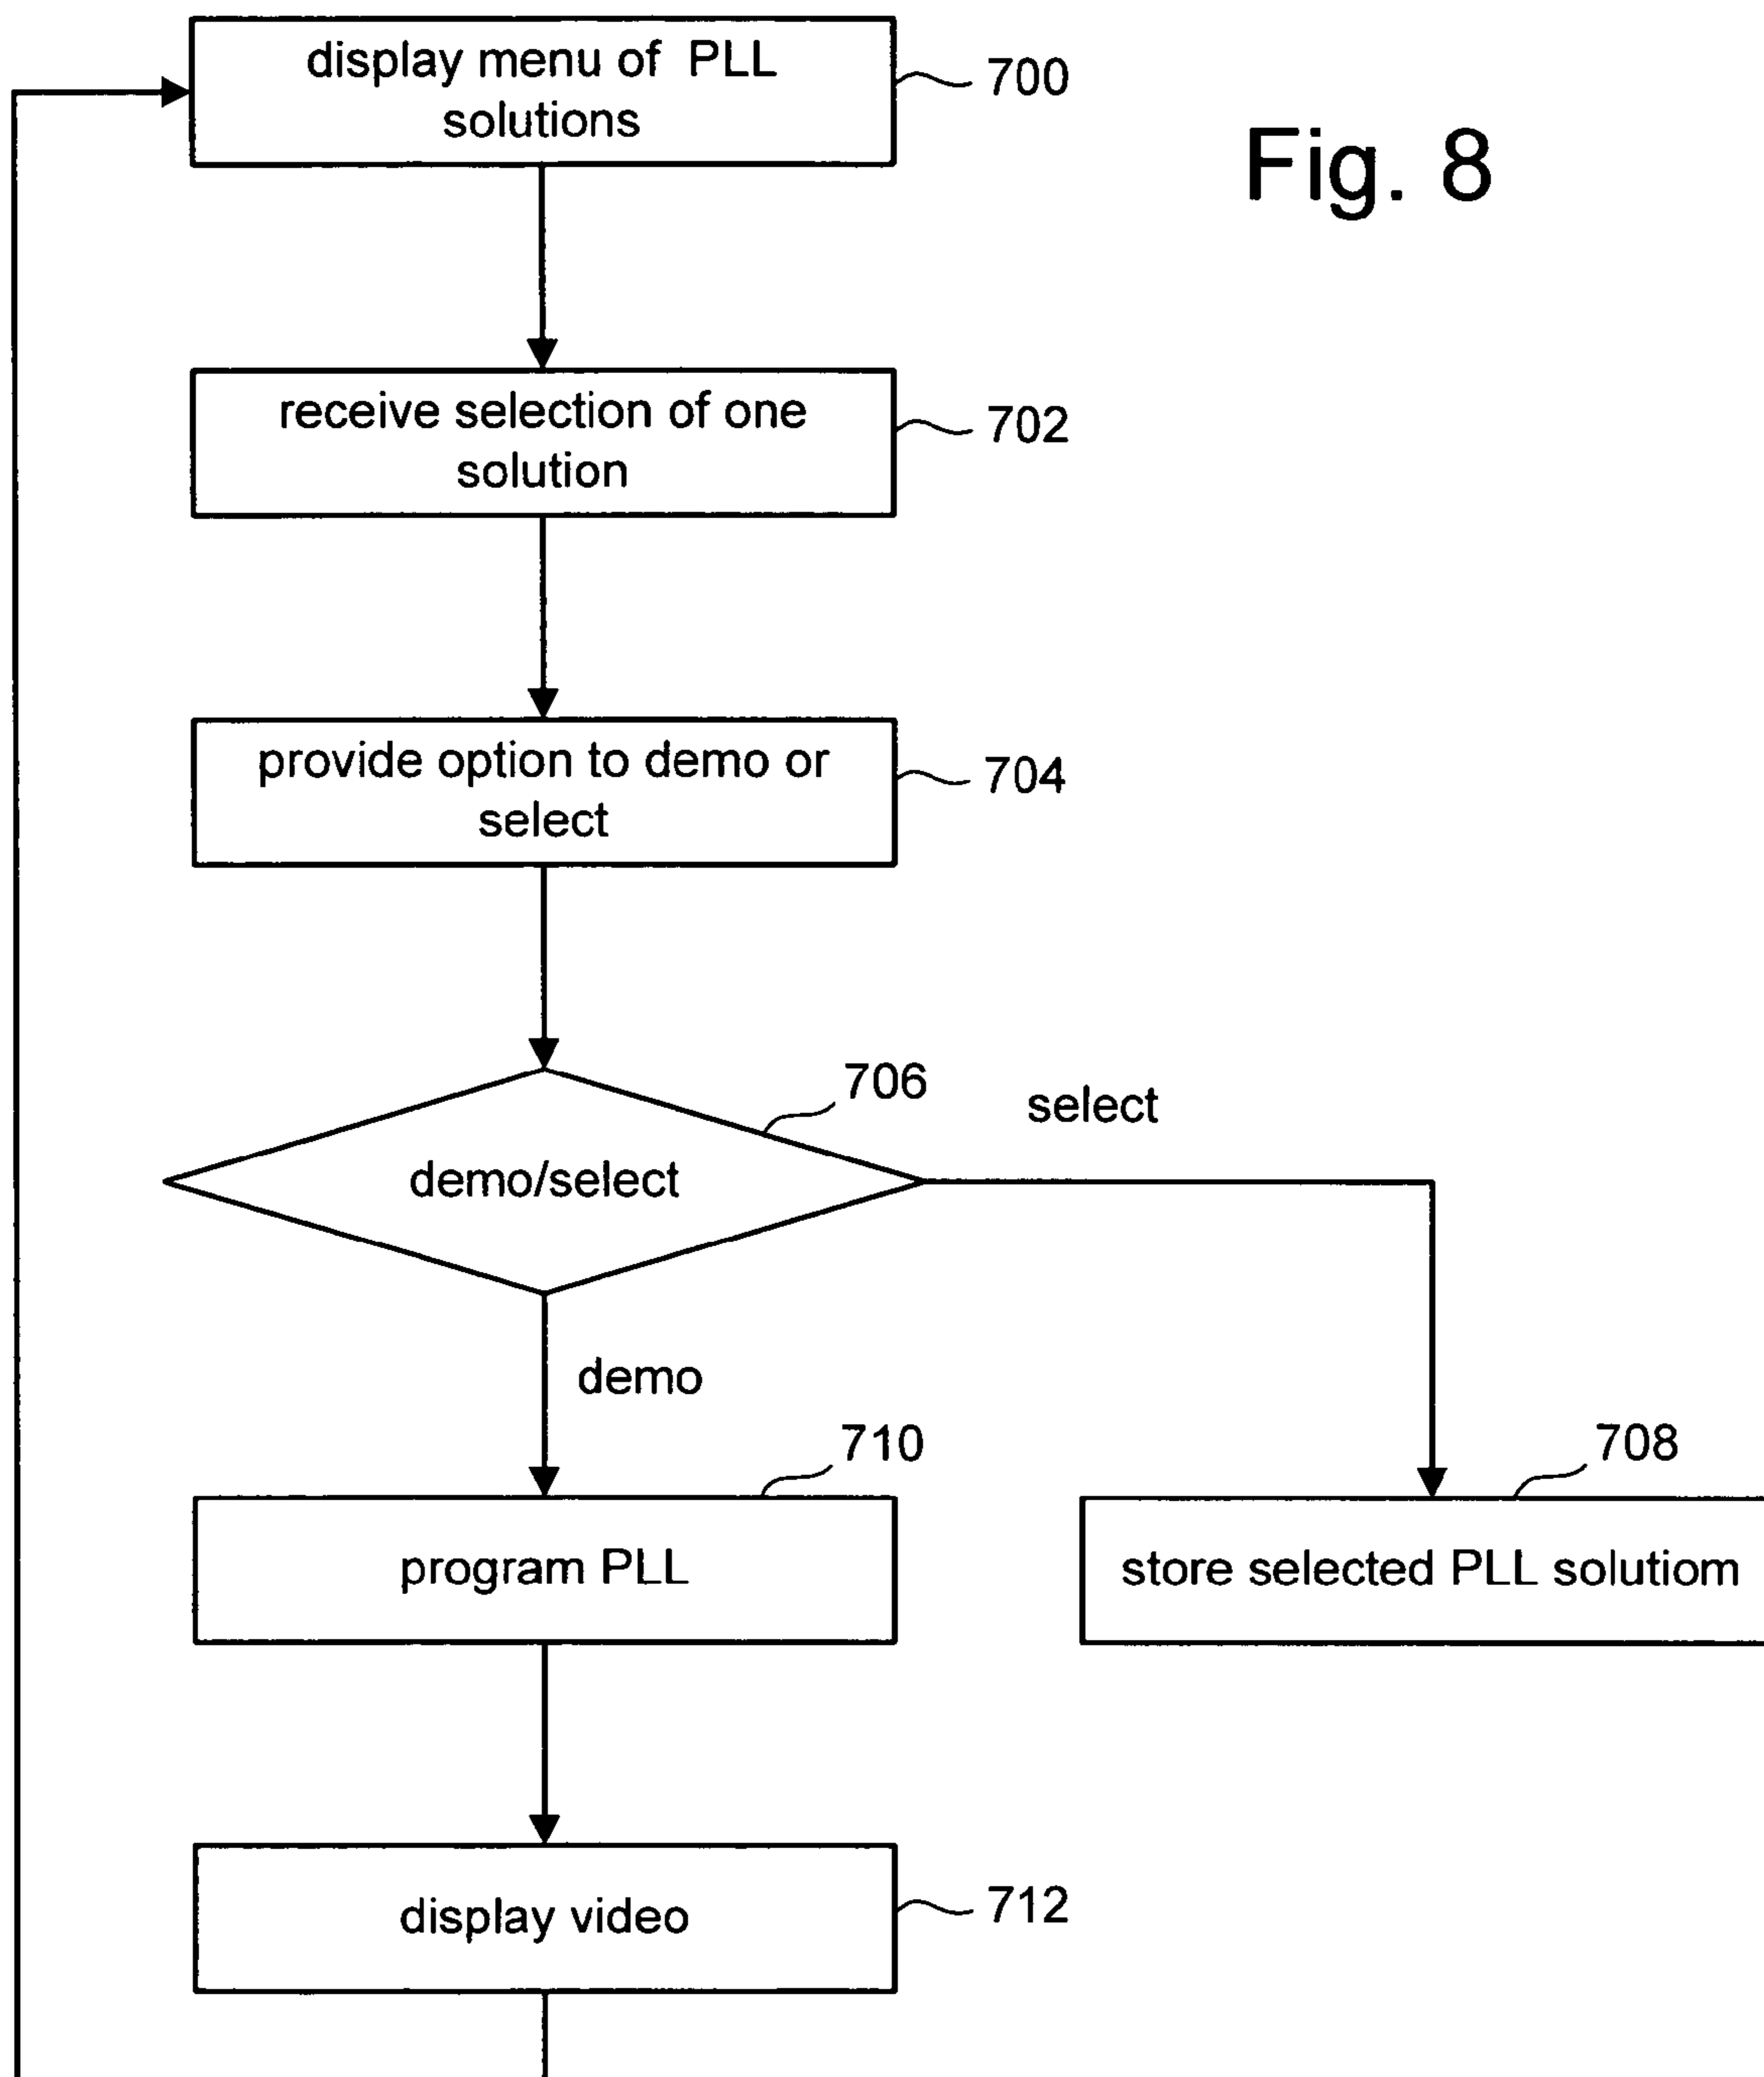 display menu of PLL
solutions
700
Fig. 8
receive selection of one
solution
702
provide option to demo or
select
704
706
select
demo/select
demo
710
708
program PLL
store selected PLL solutiom
display video
712